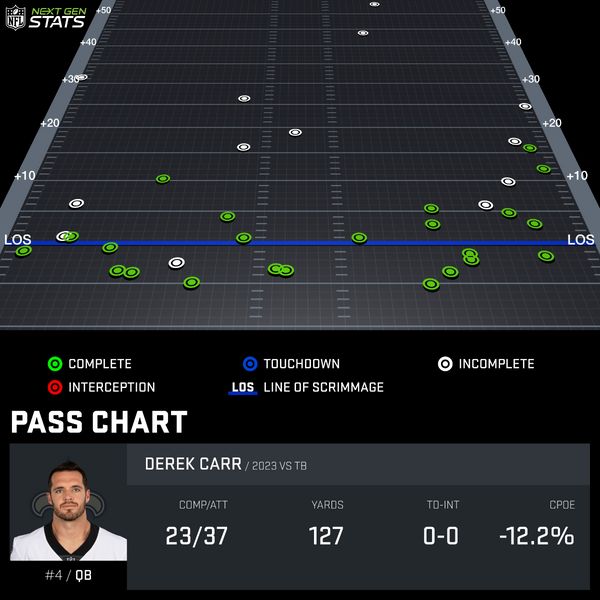 NFL NEXT GEN STATS
+50 +50
+40 +40
+30 +30
+20 +20
+10 +10
LOS LOS
COMPLETE TOUCHDOWN INCOMPLETE
INTERCEPTION LOS LINE OF SCRIMMAGE
PASS CHART
DEREK CARR / 2023 VS TB
COMP/ATT YARDS TD-INT CPOE
23/37 127 0-0 -12.2%
#4 / QB